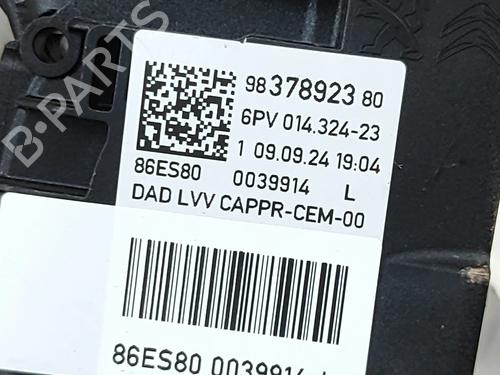 B-PARTS
98 378923 80
6PV 014.324-23
1 09.09.24 19:04
86ES80 0039914 L
DAD LVV CAPPR-CEM-00
86ES80 0039914